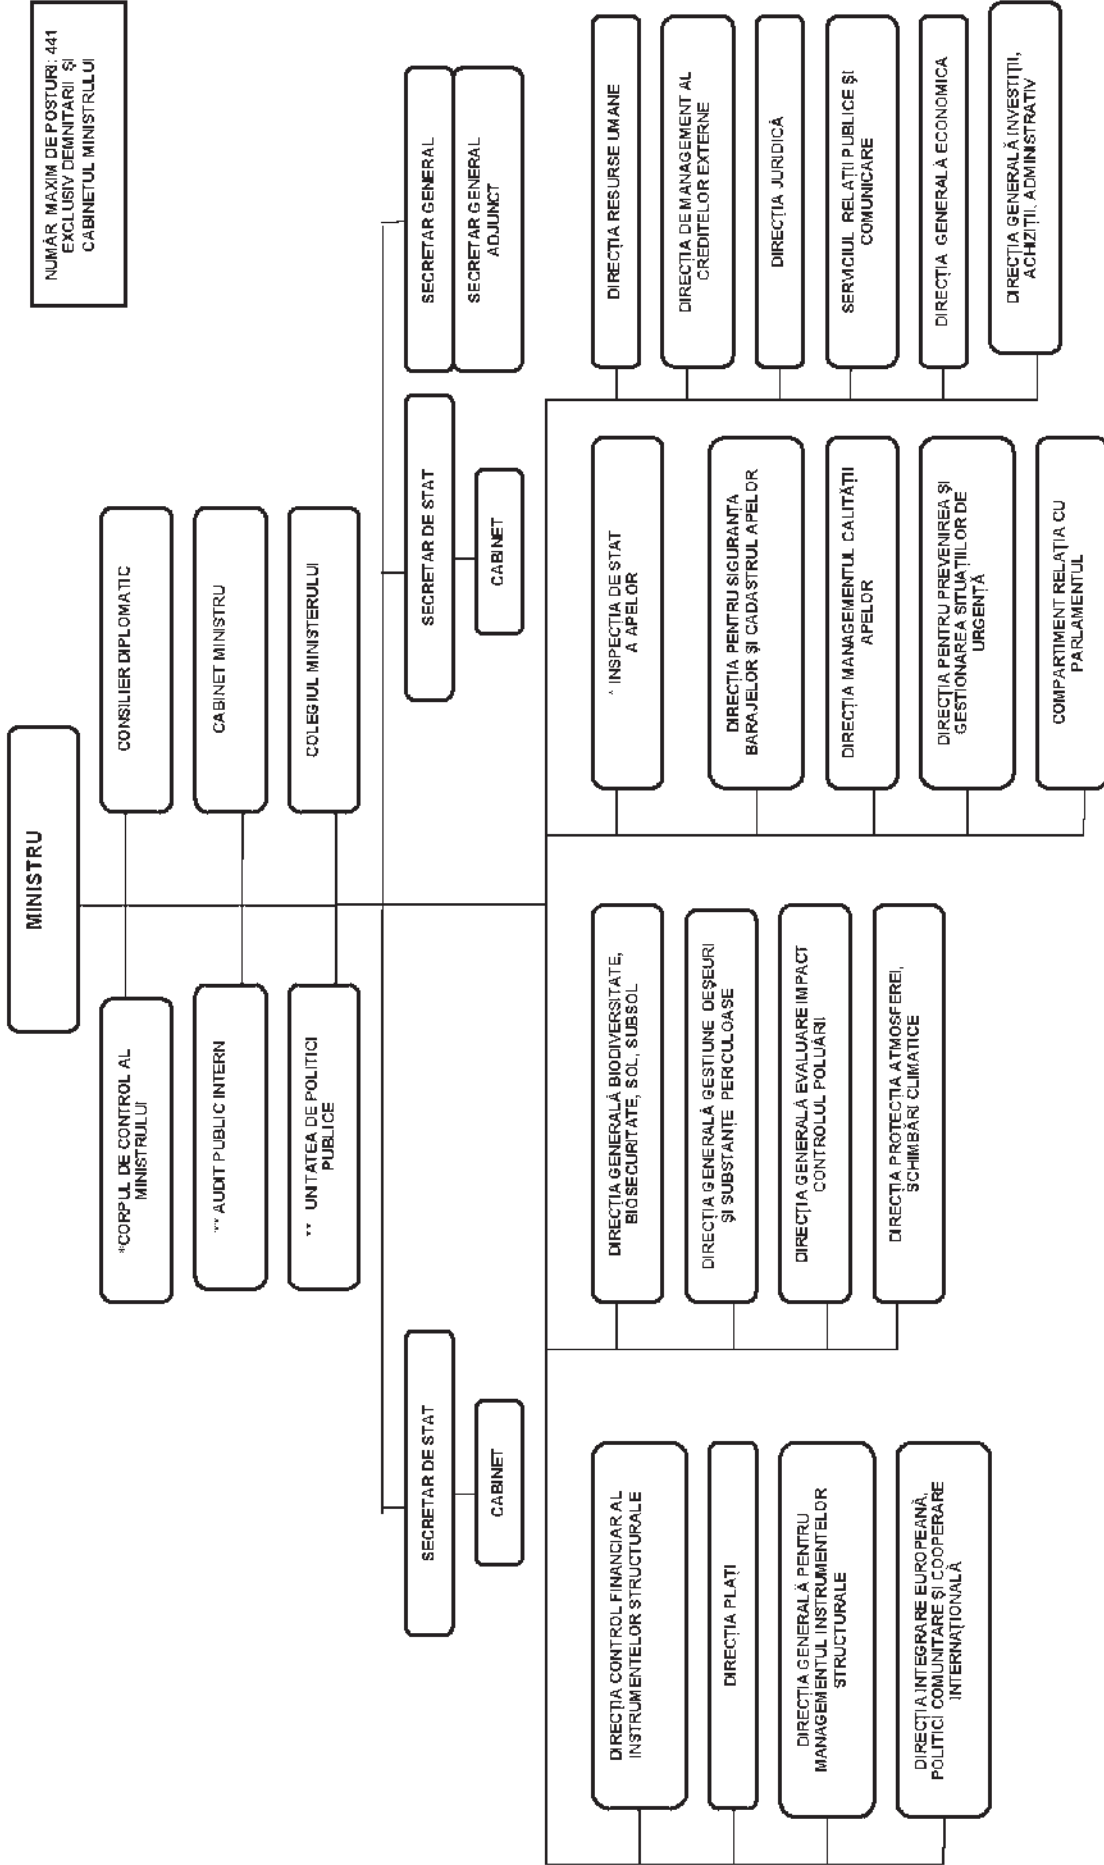 NUMĂR MAXIM DE POSTURI: 441
EXCLUSIV DEMNITARII ȘI
CABINETUL MINISTRULUI
MINISTRU
*CORPUL DE CONTROL AL
MINISTRULUI
CONSILIER DIPLOMATIC
** AUDIT PUBLIC INTERN
CABINET MINISTRU
** UNITATEA DE POLITICI
PUBLICE
COLEGIUL MINISTERULUI
SECRETAR DE STAT
CABINET
SECRETAR DE STAT
CABINET
SECRETAR GENERAL
SECRETAR GENERAL
ADJUNCT
DIRECȚIA CONTROL FINANCIAR AL
INSTRUMENTELOR STRUCTURALE
DIRECȚIA PLĂȚI
DIRECȚIA GENERALĂ PENTRU
MANAGEMENTUL INSTRUMENTELOR
STRUCTURALE
DIRECȚIA INTEGRARE EUROPEANĂ,
POLITICI COMUNITARE ȘI COOPERARE
INTERNAȚIONALĂ
DIRECȚIA GENERALĂ BIODIVERSITATE,
BIOSECURITATE, SOL, SUBSOL
DIRECȚIA GENERALĂ GESTIUNE DEȘEURI
ȘI SUBSTANȚE PERICULOASE
DIRECȚIA GENERALĂ EVALUARE IMPACT
CONTROLUL POLUĂRII
DIRECȚIA PROTECȚIA ATMOSFEREI,
SCHIMBĂRI CLIMATICE
* INSPECȚIA DE STAT
A APELOR
DIRECȚIA PENTRU SIGURANȚA
BARAJELOR ȘI CADASTRUL APELOR
DIRECȚIA MANAGEMENTUL CALITĂȚII
APELOR
DIRECȚIA PENTRU PREVENIREA ȘI
GESTIONAREA SITUAȚIILOR DE
URGENȚĂ
COMPARTIMENT RELAȚIA CU
PARLAMENTUL
DIRECȚIA RESURSE UMANE
DIRECȚIA DE MANAGEMENT AL
CREDITELOR EXTERNE
DIRECȚIA JURIDICĂ
SERVICIUL RELAȚII PUBLICE ȘI
COMUNICARE
DIRECȚIA GENERALĂ ECONOMICA
DIRECȚIA GENERALĂ INVESTIȚII,
ACHIZIȚII, ADMINISTRATIV